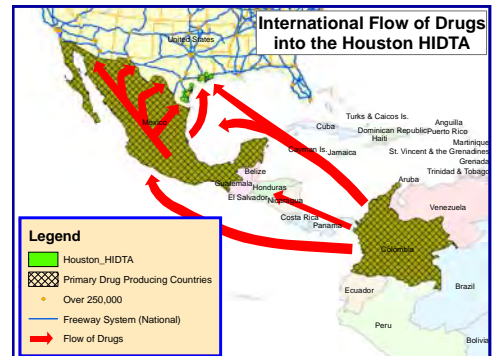 International Flow of Drugs
into the Houston HIDTA
United States
Mexico
Cuba
Turks & Caicos Is.
Anguilla
Dominican Republic
Puerto Rico
Haiti
Martinique
Cayman Is.
Jamaica
St. Vincent & the Grenadines
Grenada
Trinidad & Tobago
Belize
Guatemala
Honduras
El Salvador
Nicaragua
Aruba
Costa Rica
Panama
Venezuela
Colombia
Ecuador
Brazil
Peru
Bolivia
Legend
Houston_HIDTA
Primary Drug Producing Countries
Over 250,000
Freeway System (National)
Flow of Drugs